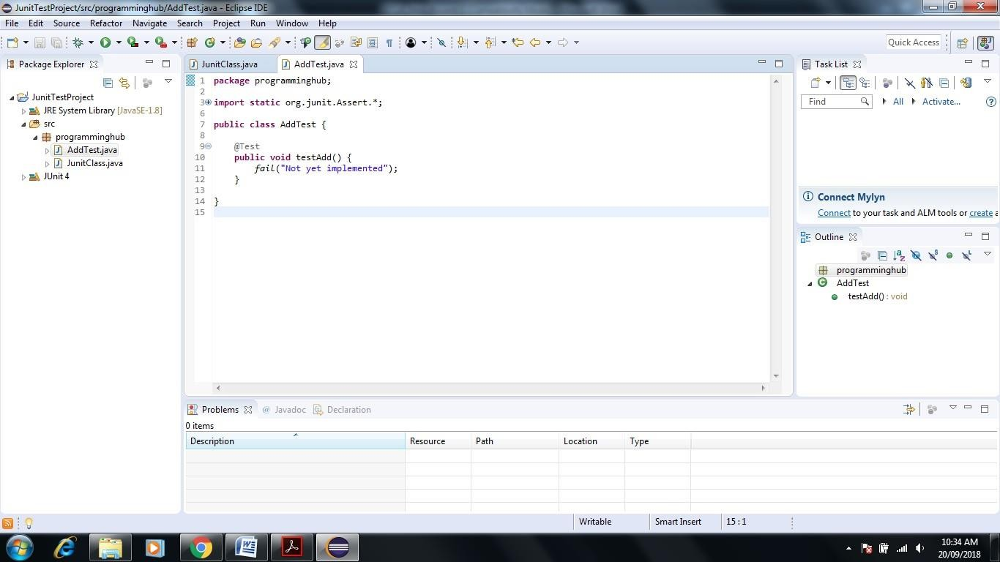 JunitTestProject/src/programminghub/AddTest.java - Eclipse IDE
File Edit Source Refactor Navigate Search Project Run Window Help
Quick Access
Package Explorer
JunitTestProject
JRE System Library [JavaSE-1.8]
src
programminghub
AddTest.java
JunitClass.java
JUnit 4
JunitClass.java AddTest.java
1 package programminghub;
2
3 import static org.junit.Assert.*;
6
7 public class AddTest {
8
9 @Test
10 public void testAdd() {
11 fail("Not yet implemented");
12 }
13
14 }
15
Task List
Find All Activate...
Connect Mylyn
Connect to your task and ALM tools or create a
Outline
programminghub
AddTest
testAdd() : void
Problems Javadoc Declaration
0 items
Description Resource Path Location Type
Writable Smart Insert 15 : 1
10:34 AM
20/09/2018